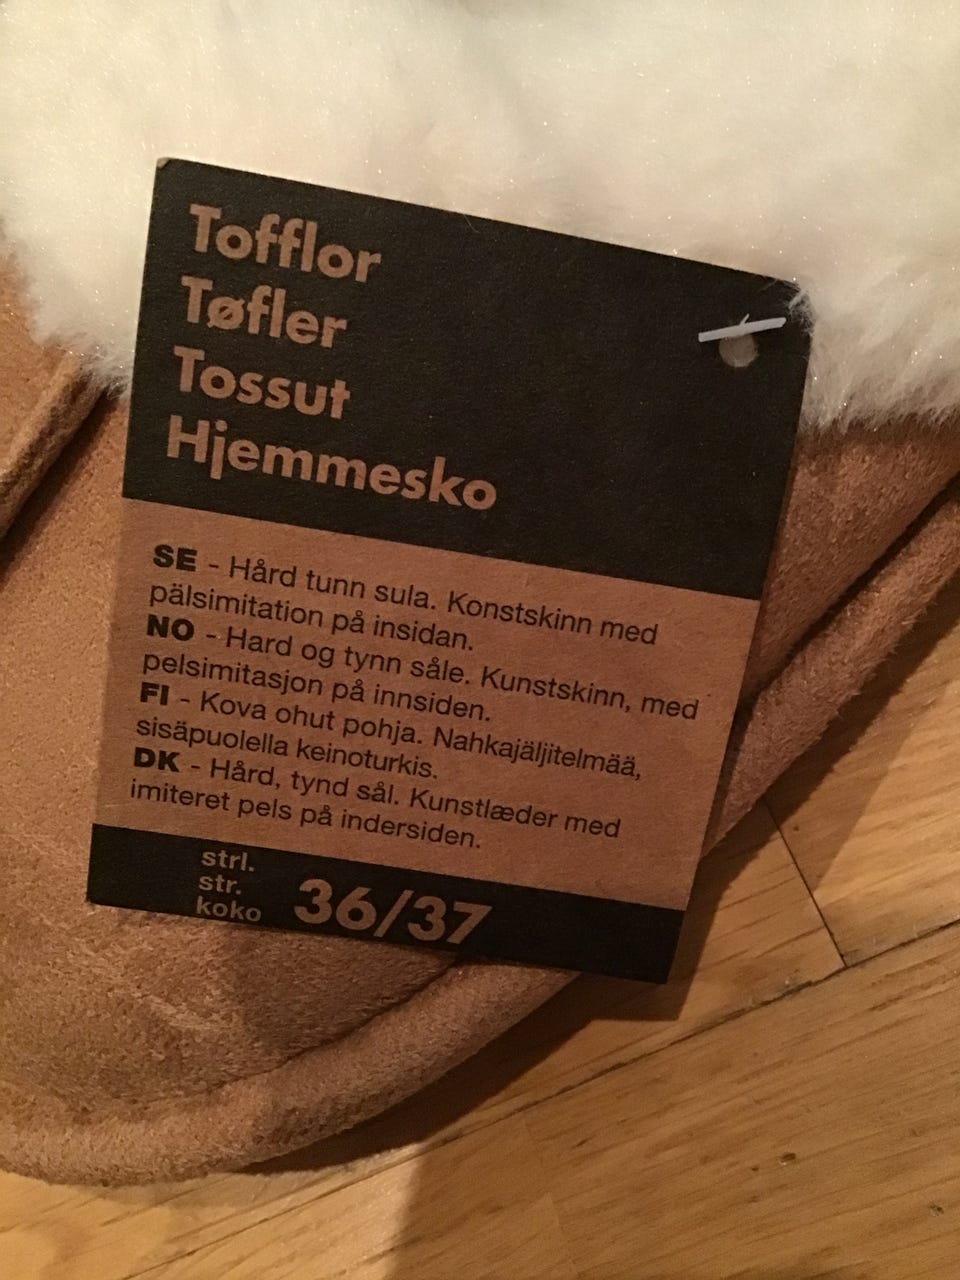 Tofflor
Tøfler
Tossut
Hjemmesko
SE - Hård tunn sula. Konstskinn med
pälsimitation på insidan.
NO - Hard og tynn såle. Kunstskinn, med
pelsimitasjon på innsiden.
FI - Kova ohut pohja. Nahkajäljitelmää,
sisäpuolella keinoturkis.
DK - Hård, tynd sål. Kunstlæder med
imiteret pels på indersiden.
strl.
str.
koko
36/37